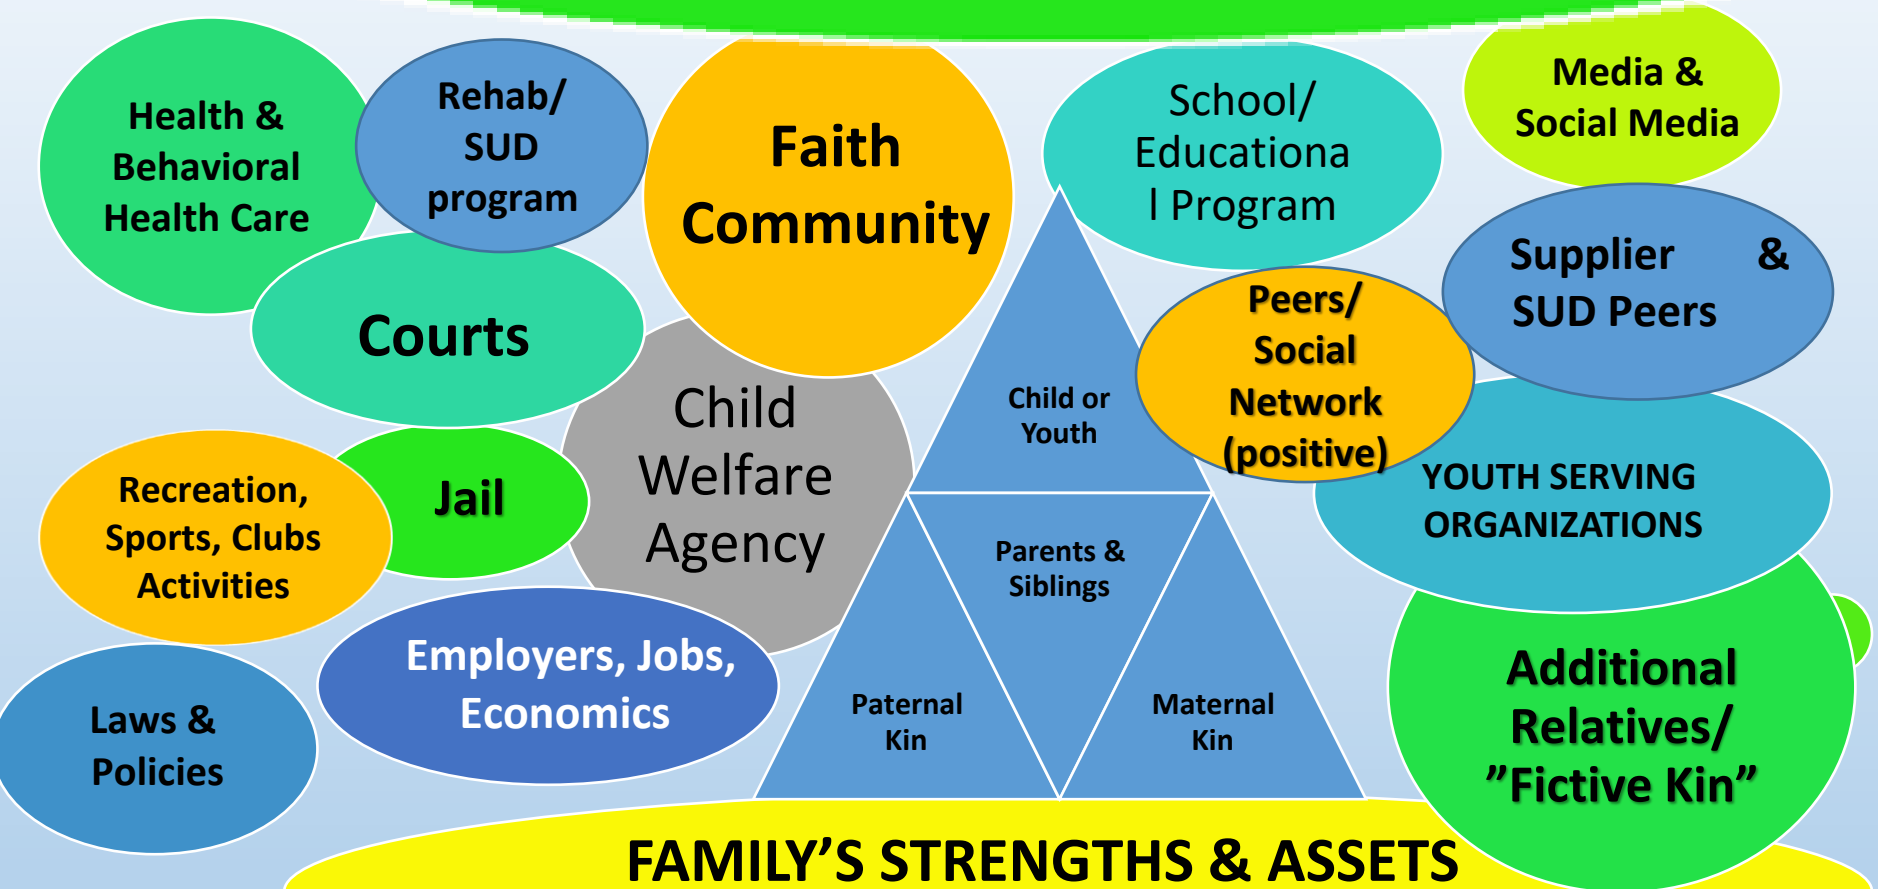 Health &
Behavioral
Health Care
Rehab/
SUD
program
Faith
Community
School/
Educationa
l Program
Media &
Social Media
Courts
Peers/
Social
Network
(positive)
Supplier &
SUD Peers
Child
Welfare
Agency
Child or
Youth
Recreation,
Sports, Clubs
Activities
Jail
YOUTH SERVING
ORGANIZATIONS
Parents &
Siblings
Employers, Jobs,
Economics
Laws &
Policies
Paternal
Kin
Maternal
Kin
Additional
Relatives/
”Fictive Kin”
FAMILY’S STRENGTHS & ASSETS